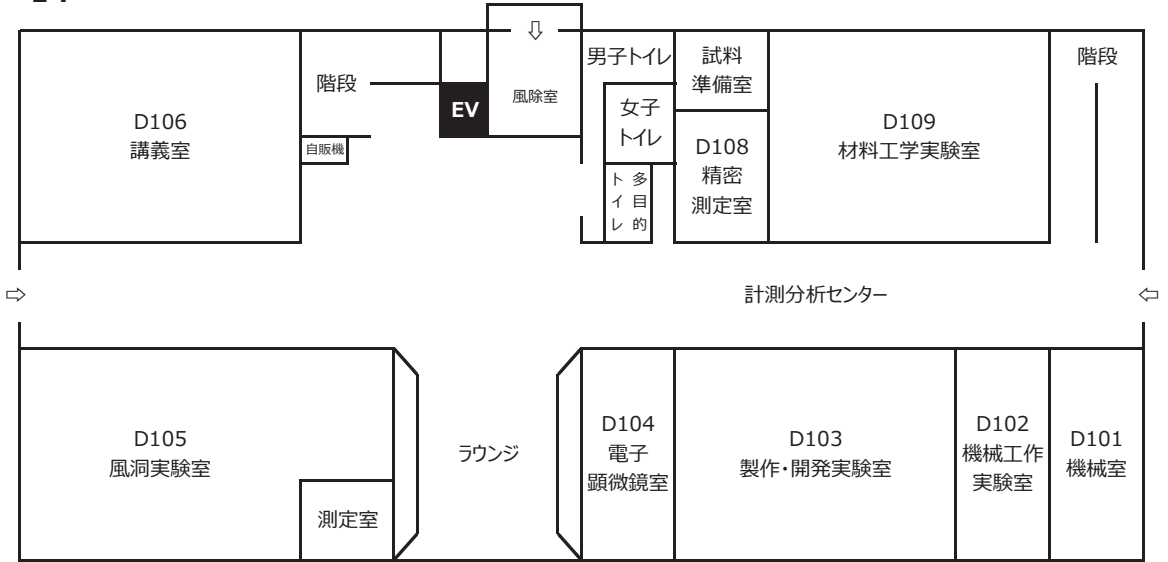 男子トイレ
試料
準備室
階段
階段
EV
風除室
女子
トイレ
D106
講義室
自販機
D108
精密
測定室
D109
材料工学実験室
多目的
トイレ
⇩
⇨
計測分析センター
⇦
D105
風洞実験室
測定室
ラウンジ
D104
電子
顕微鏡室
D103
製作・開発実験室
D102
機械工作
実験室
D101
機械室